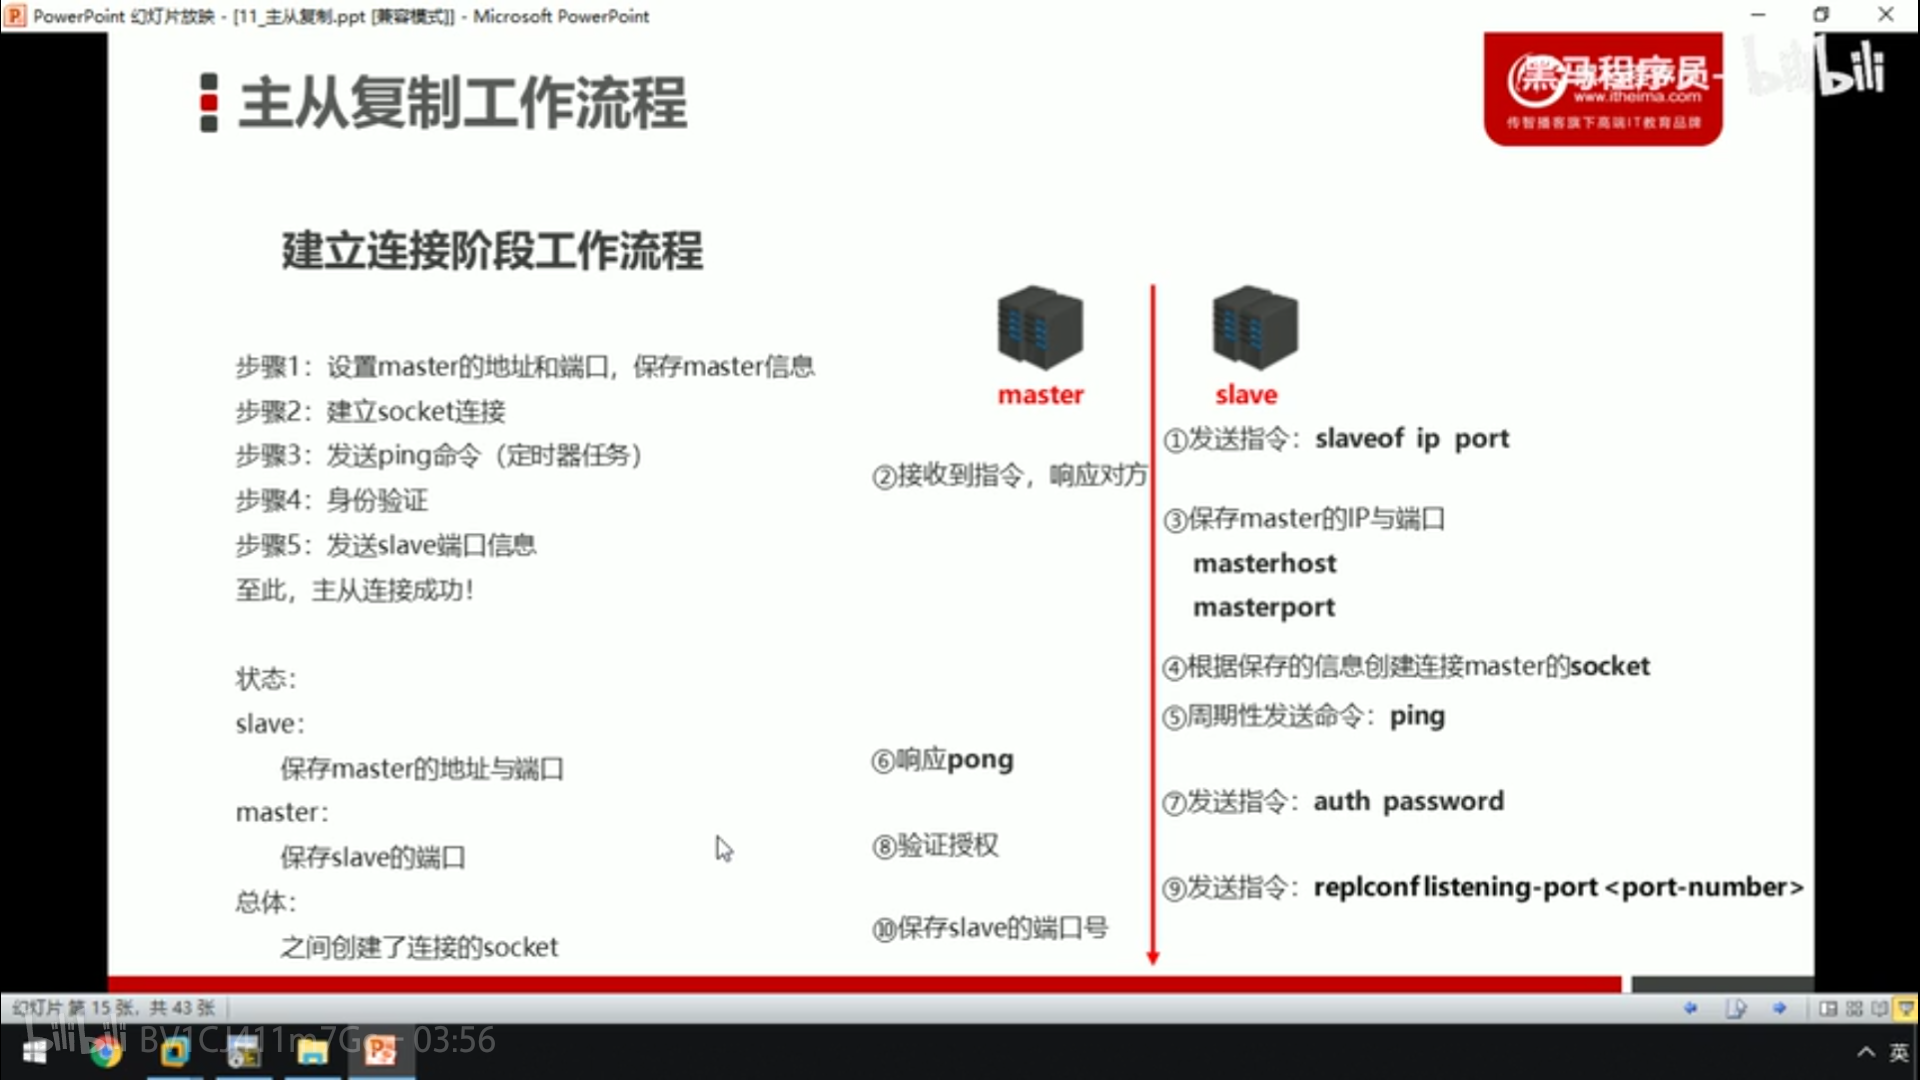 PowerPoint 幻灯片放映 - [11_主从复制.ppt [兼容模式]] - Microsoft PowerPoint
黑马程序员-
bilibili
www.itheima.com
传智播客旗下高端IT教育品牌
主从复制工作流程
建立连接阶段工作流程
步骤1：设置master的地址和端口，保存master信息
步骤2：建立socket连接
步骤3：发送ping命令（定时器任务）
步骤4：身份验证
步骤5：发送slave端口信息
至此，主从连接成功！
状态：
slave：
保存master的地址与端口
master：
保存slave的端口
总体：
之间创建了连接的socket
master
slave
①发送指令：slaveof ip port
②接收到指令，响应对方
③保存master的IP与端口
masterhost
masterport
④根据保存的信息创建连接master的socket
⑤周期性发送命令：ping
⑥响应pong
⑦发送指令：auth password
⑧验证授权
⑨发送指令：replconf listening-port <port-number>
⑩保存slave的端口号
幻灯片 第 15 张，共 43 张
bilibili
03:56
英